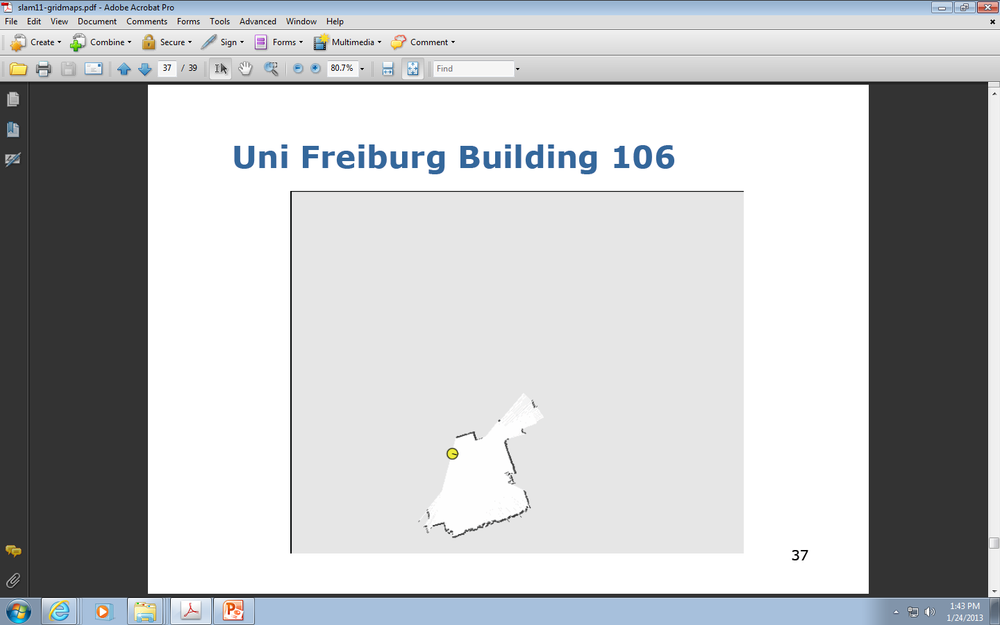 slam11-gridmaps.pdf - Adobe Acrobat Pro
File Edit View Document Comments Forms Tools Advanced Window Help
Create Combine Secure Sign Forms Multimedia Comment
37 / 39 80.7% Find
Uni Freiburg Building 106
37
1:43 PM
1/24/2013